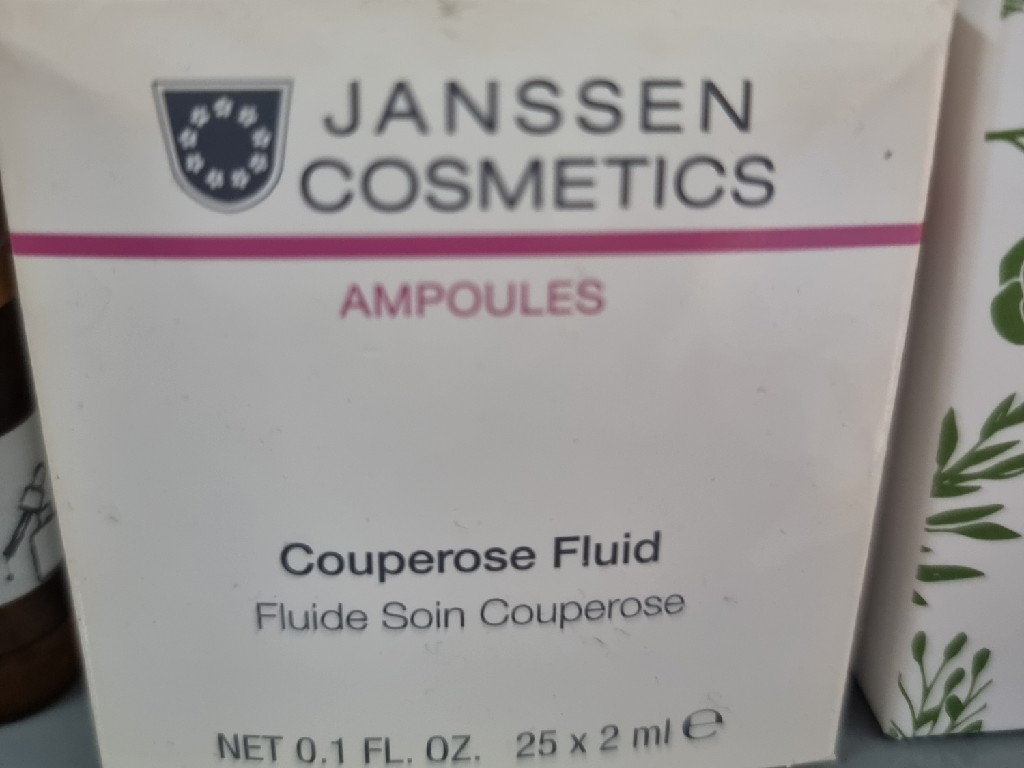 JANSSEN
COSMETICS
AMPOULES
Couperose Fluid
Fluide Soin Couperose
NET 0.1 FL. OZ. 25 x 2 ml ℮